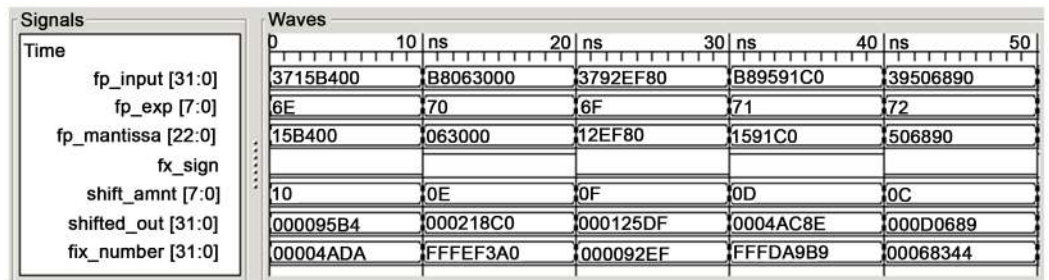 Signals
Waves
Time
0 10 ns 20 ns 30 ns 40 ns 50
fp_input [31:0] 3715B400 B8063000 3792EF80 B89591C0 39506890
fp_exp [7:0] 6E 70 6F 71 72
fp_mantissa [22:0] 15B400 063000 12EF80 1591C0 506890
fx_sign
shift_amnt [7:0] 10 0E 0F 0D 0C
shifted_out [31:0] 000095B4 000218C0 000125DF 0004AC8E 000D0689
fix_number [31:0] 00004ADA FFFEF3A0 000092EF FFFDA9B9 00068344